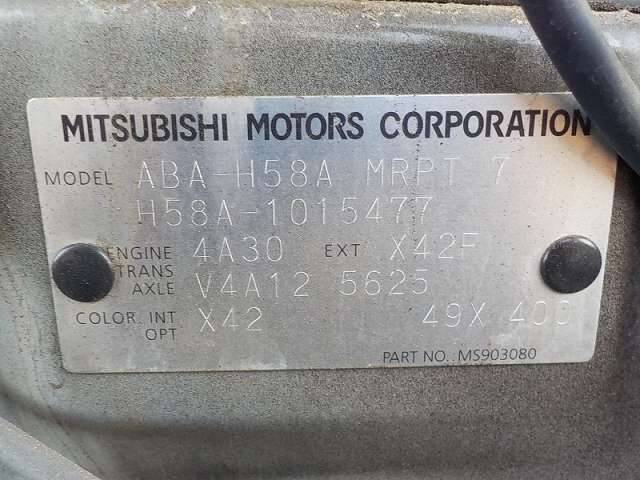 MITSUBISHI MOTORS CORPORATION
MODEL ABA-H58A MRPT 7
H58A-1015477
ENGINE 4A30 EXT X42F
TRANS
AXLE V4A12 5625
COLOR, INT X42 49X 400
OPT
PART NO. MS903080